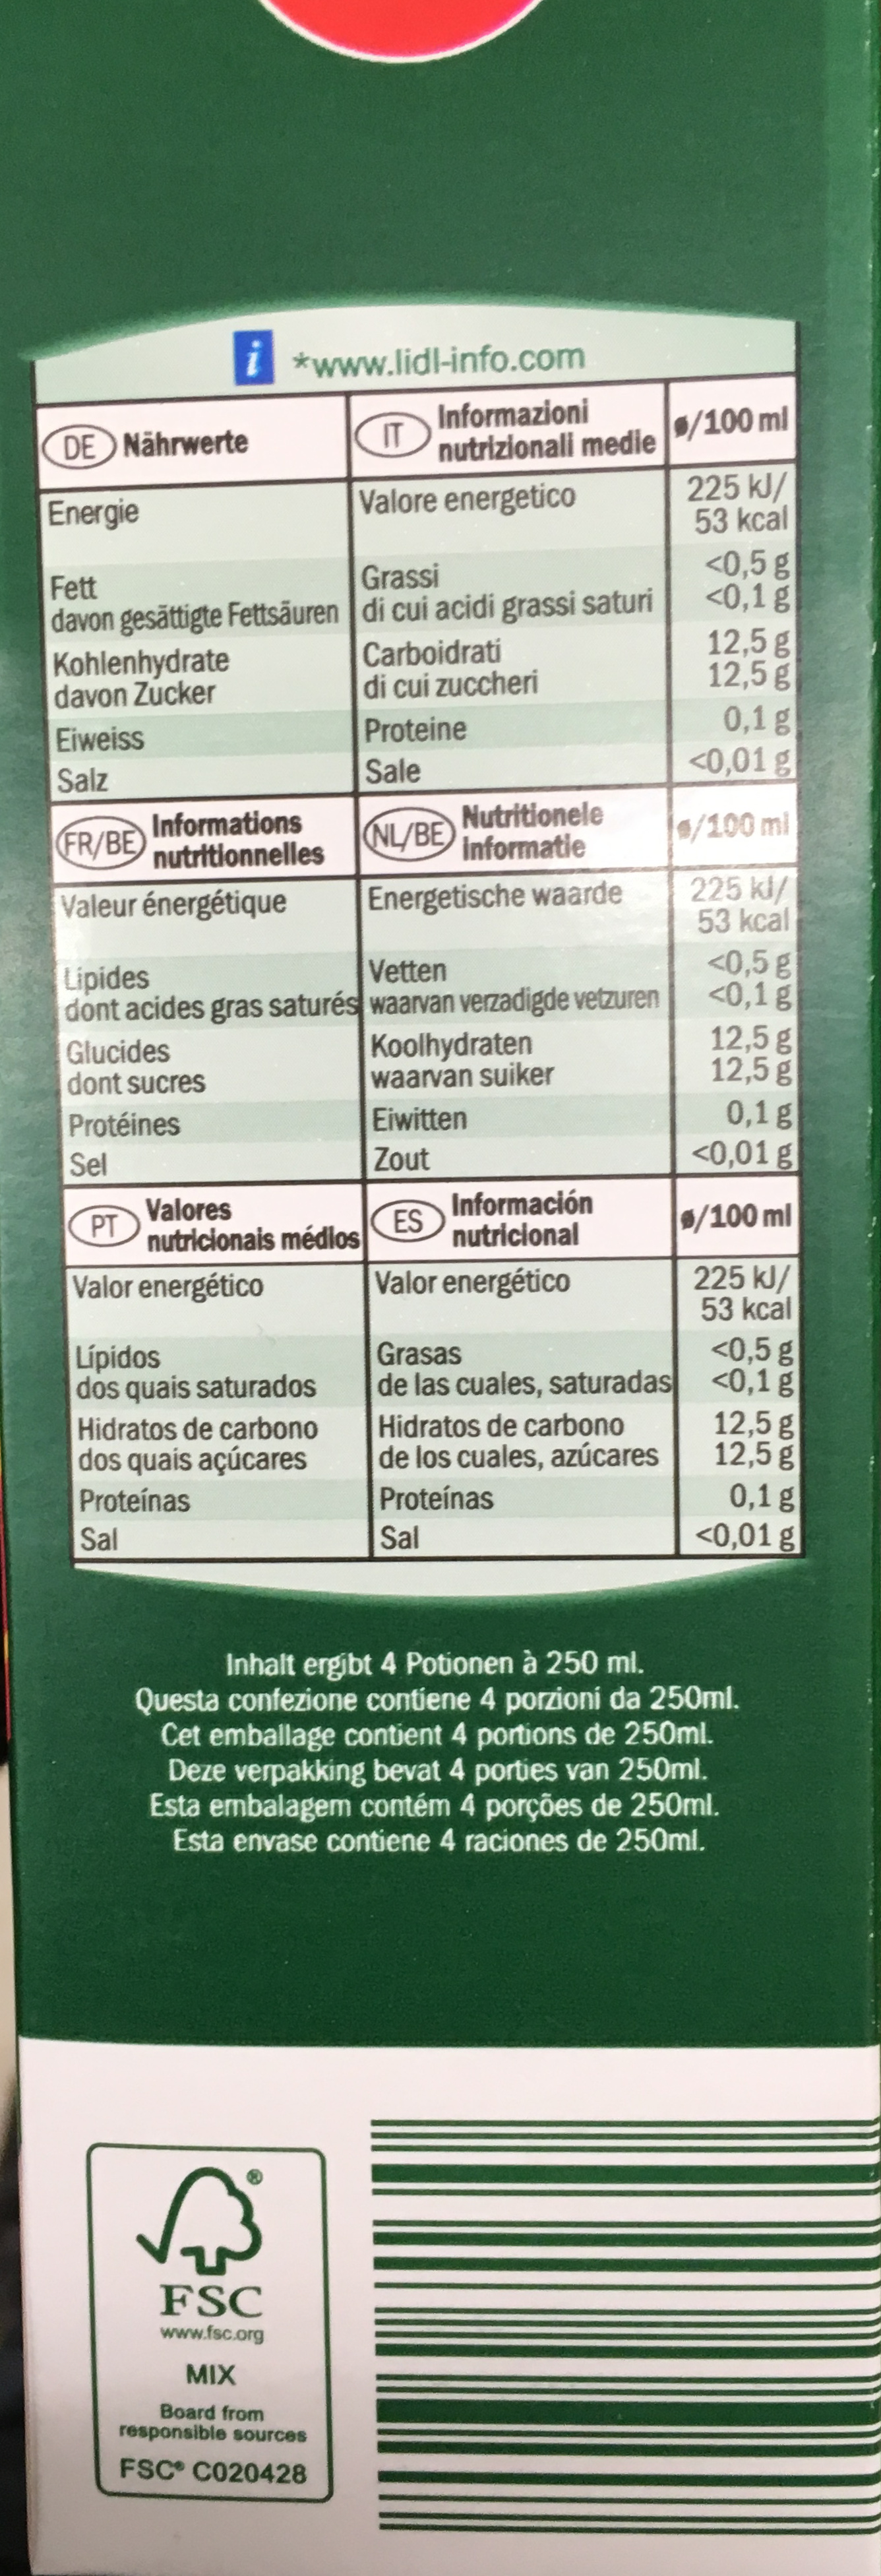 i *www.lidl-info.com
DE Nährwerte
IT Informazioni
nutrizionali medie
ø/100 ml
Energie
Valore energetico
225 kJ/
53 kcal
Fett
davon gesättigte Fettsäuren
Grassi
di cui acidi grassi saturi
<0,5 g
<0,1 g
Kohlenhydrate
davon Zucker
Carboidrati
di cui zuccheri
12,5 g
12,5 g
Eiweiss
Proteine
0,1 g
Salz
Sale
<0,01 g
FR/BE Informations
nutritionnelles
NL/BE Nutritionele
informatie
ø/100 ml
Valeur énergétique
Energetische waarde
225 kJ/
53 kcal
Lipides
dont acides gras saturés
Vetten
waarvan verzadigde vetzuren
<0,5 g
<0,1 g
Glucides
dont sucres
Koolhydraten
waarvan suiker
12,5 g
12,5 g
Protéines
Eiwitten
0,1 g
Sel
Zout
<0,01 g
PT Valores
nutricionais médios
ES Información
nutricional
ø/100 ml
Valor energético
Valor energético
225 kJ/
53 kcal
Lípidos
dos quais saturados
Grasas
de las cuales, saturadas
<0,5 g
<0,1 g
Hidratos de carbono
dos quais açúcares
Hidratos de carbono
de los cuales, azúcares
12,5 g
12,5 g
Proteínas
Proteínas
0,1 g
Sal
Sal
<0,01 g
Inhalt ergibt 4 Potionen à 250 ml.
Questa confezione contiene 4 porzioni da 250ml.
Cet emballage contient 4 portions de 250ml.
Deze verpakking bevat 4 porties van 250ml.
Esta embalagem contém 4 porções de 250ml.
Esta envase contiene 4 raciones de 250ml.
®
FSC
www.fsc.org
MIX
Board from
responsible sources
FSC® C020428